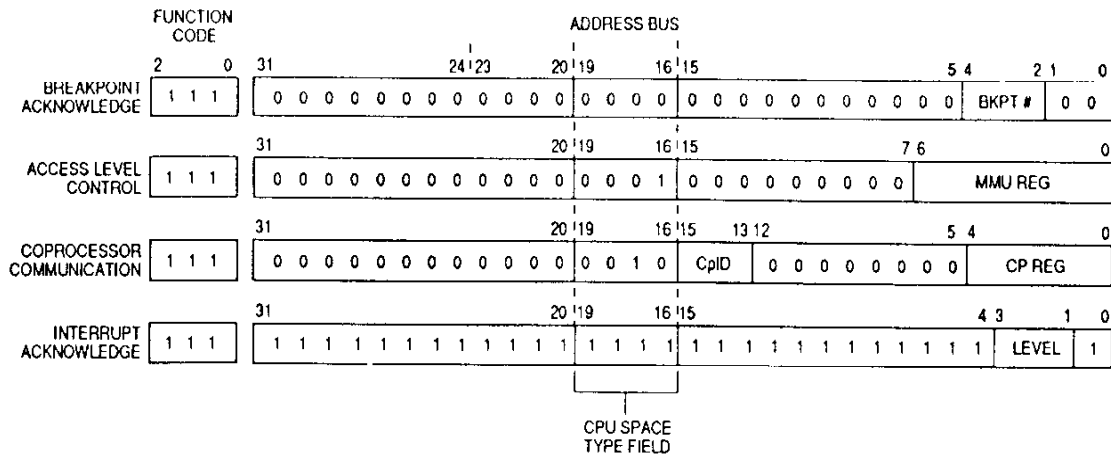 FUNCTION
CODE
ADDRESS BUS
2 0 31 24 23 20 19 16 15 5 4 2 1 0
BREAKPOINT
ACKNOWLEDGE
1 1 1 0 0 0 0 0 0 0 0 0 0 0 0 0 0 0 0 0 0 0 0 0 0 0 0 0 0 0 BKPT # 0 0
31 20 19 16 15 7 6 0
ACCESS LEVEL
CONTROL
1 1 1 0 0 0 0 0 0 0 0 0 0 0 0 0 0 0 1 0 0 0 0 0 0 0 0 0 MMU REG
31 20 19 16 15 13 12 5 4 0
COPROCESSOR
COMMUNICATION
1 1 1 0 0 0 0 0 0 0 0 0 0 0 0 0 0 1 0 CpID 0 0 0 0 0 0 0 0 CP REG
31 20 19 16 15 4 3 1 0
INTERRUPT
ACKNOWLEDGE
1 1 1 1 1 1 1 1 1 1 1 1 1 1 1 1 1 1 1 1 1 1 1 1 1 1 1 1 1 1 1 LEVEL 1
CPU SPACE
TYPE FIELD